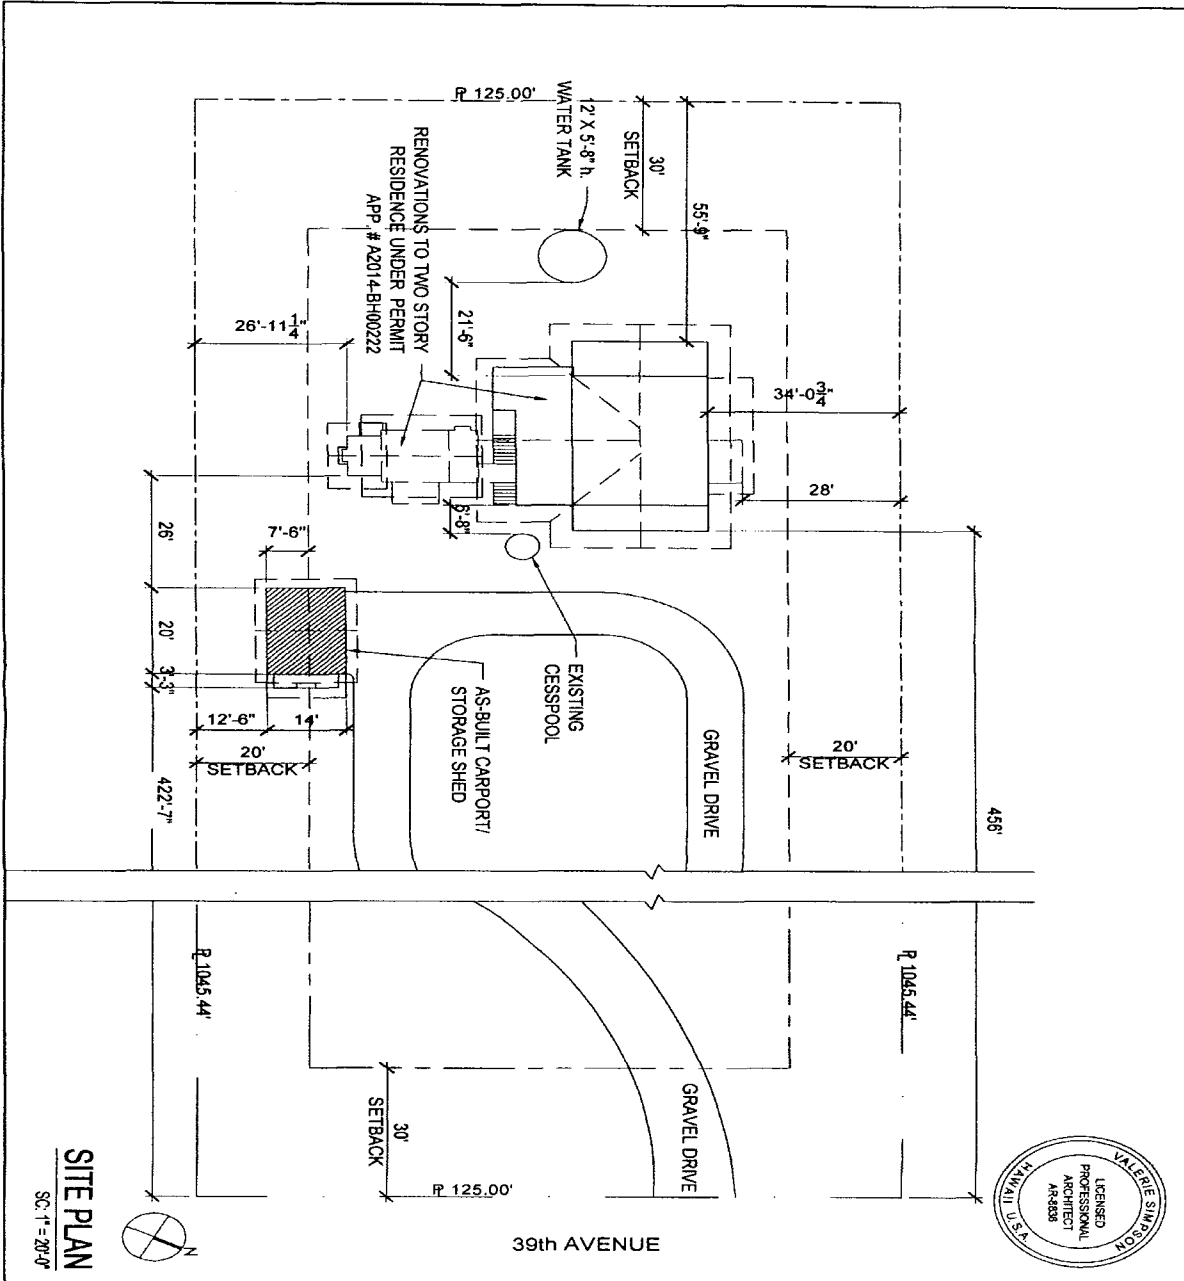 ℞ 125.00'
12' X 5'-8" h.
WATER TANK
30'
SETBACK
55'-9"
RENOVATIONS TO TWO STORY
RESIDENCE UNDER PERMIT
APP. # A2014-BH00222
21'-6"
26'-11 1/4"
34'-0 3/4"
28'
6'-8"
26'
7'-6"
20'
3'-3"
12'-6"
14'
20'
SETBACK
422'-7"
EXISTING
CESSPOOL
AS-BUILT CARPORT/
STORAGE SHED
GRAVEL DRIVE
20'
SETBACK
456'
℞ 1045.44'
℞ 1045.44'
GRAVEL DRIVE
30'
SETBACK
℞ 125.00'
39th AVENUE
VALERIE SIMPSON
LICENSED
PROFESSIONAL
ARCHITECT
AR-8838
HAWAII U.S.A.
N
SITE PLAN
SC: 1" = 20'-0"